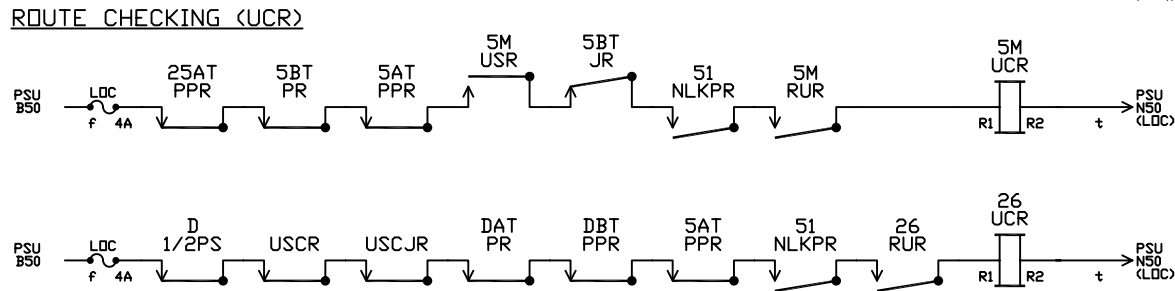 ROUTE CHECKING (UCR)
PSU
B50
LOC
f 4A
25AT
PPR
5BT
PR
5AT
PPR
5M
USR
5BT
JR
51
NLKPR
5M
RUR
5M
UCR
R1 R2
t
PSU
N50
(LOC)
PSU
B50
LOC
f 4A
D
1/2PS
USCR
USCJR
DAT
PR
DBT
PPR
5AT
PPR
51
NLKPR
26
RUR
26
UCR
R1 R2
t
PSU
N50
(LOC)